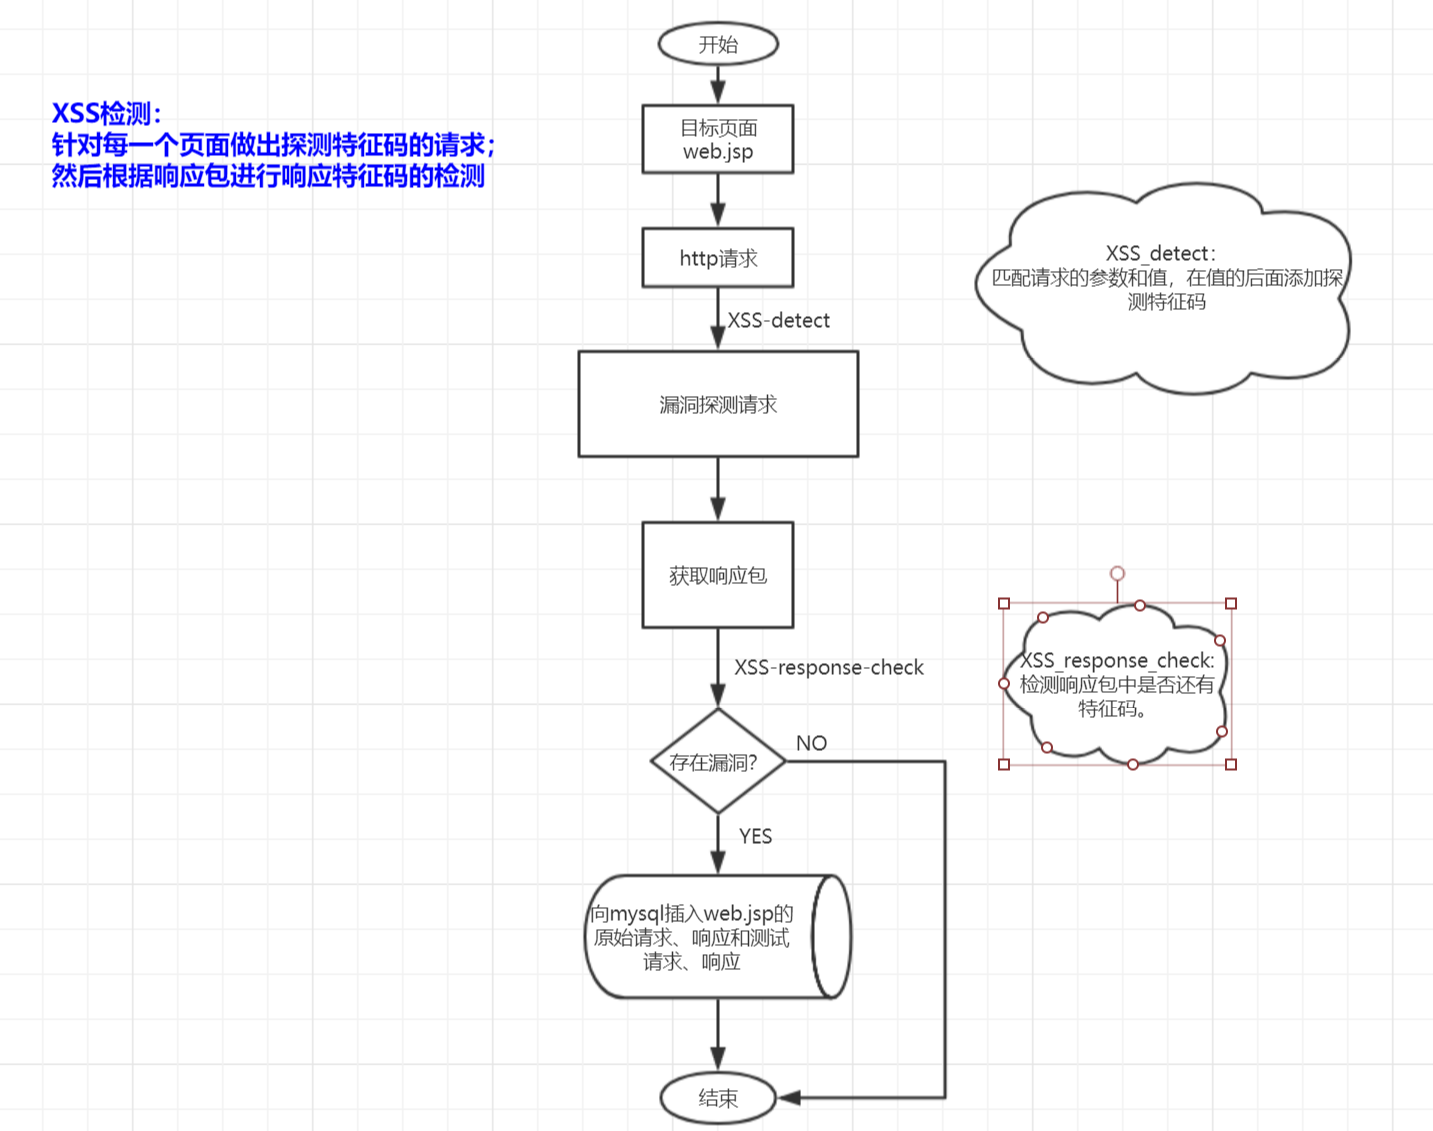 开始
XSS检测：
针对每一个页面做出探测特征码的请求；
然后根据响应包进行响应特征码的检测
目标页面
web.jsp
http请求
XSS_detect：
匹配请求的参数和值，在值的后面添加探
测特征码
XSS-detect
漏洞探测请求
获取响应包
XSS-response-check
XSS_response_check:
检测响应包中是否还有
特征码。
存在漏洞？
NO
YES
向mysql插入web.jsp的
原始请求、响应和测试
请求、响应
结束